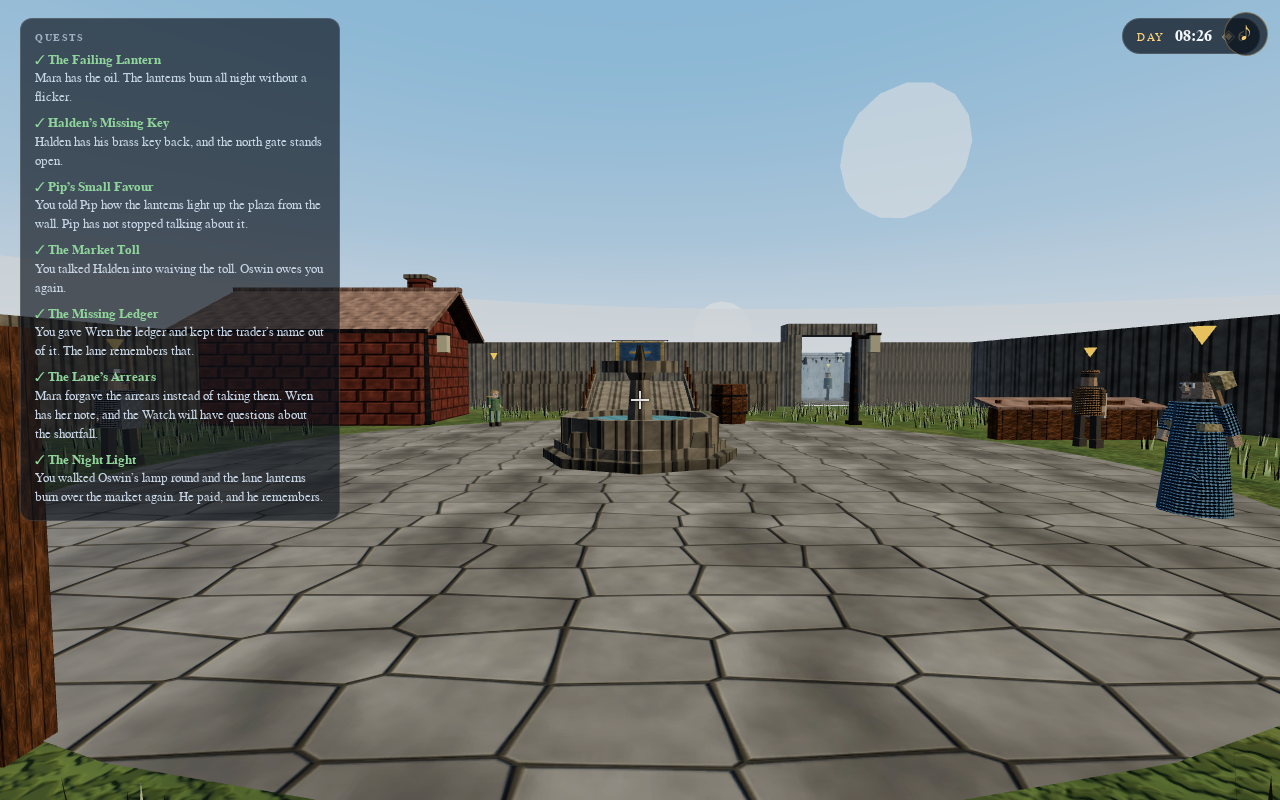 QUESTS
✓ The Failing Lantern
Mara has the oil. The lanterns burn all night without a
flicker.
✓ Halden’s Missing Key
Halden has his brass key back, and the north gate stands
open.
✓ Pip’s Small Favour
You told Pip how the lanterns light up the plaza from the
wall. Pip has not stopped talking about it.
✓ The Market Toll
You talked Halden into waiving the toll. Oswin owes you
again.
✓ The Missing Ledger
You gave Wren the ledger and kept the trader’s name out
of it. The lane remembers that.
✓ The Lane’s Arrears
Mara forgave the arrears instead of taking them. Wren
has her note, and the Watch will have questions about
the shortfall.
✓ The Night Light
You walked Oswin’s lamp round and the lane lanterns
burn over the market again. He paid, and he remembers.
DAY 08:26